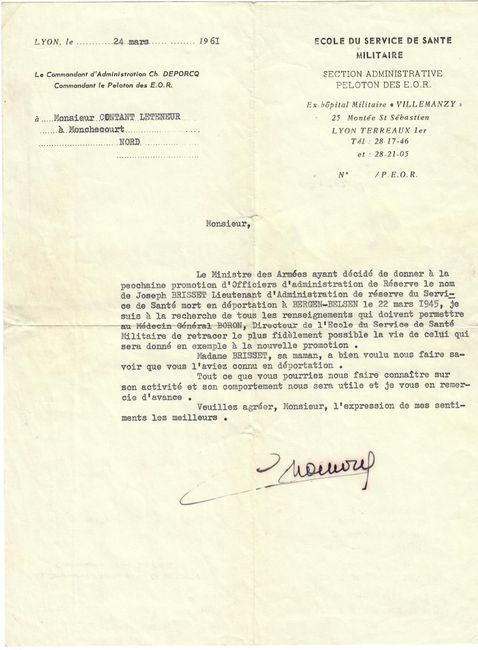 LYON, le 24 mars 1961
Le Commandant d'Administration Ch. DEPORCQ
Commandant le Peloton des E.O.R.
à Monsieur CONTANT LETENEUR
à Monchecourt
NORD
ECOLE DU SERVICE DE SANTE
MILITAIRE
SECTION ADMINISTRATIVE
PELOTON DES E.O.R.
Ex hôpital Militaire « VILLEMANZY »
25 Montée St Sébastien
LYON TERREAUX 1er
Tél : 28-17-46
et : 28-21-05
N° /P.E.O.R.
Monsieur,
Le Ministre des Armées ayant décidé de donner à la
peochaine promotion d'Officiers d'administration de Réserve le nom
de Joseph BRISSET Lieutenant d'Administration de réserve du Servi-
ce de Santé mort en déportation à BERGEN-BELSEN le 22 mars 1945, je
suis à la recherche de tous les renseignements qui doivent permettre
au Médecin Général BORON, Directeur de l'Ecole du Service de Santé
Militaire de retracer le plus fidèlement possible la vie de celui qui
sera donné en exemple à la nouvelle promotion .
Madame BRISSET, sa maman, a bien voulu nous faire sa-
voir que vous l'aviez connu en déportation .
Tout ce que vous pourriez nous faire connaître sur
son activité et son comportement nous sera utile et je vous en remer-
cie d'avance .
Veuillez agréer, Monsieur, l'expression de mes senti-
ments les meilleurs .